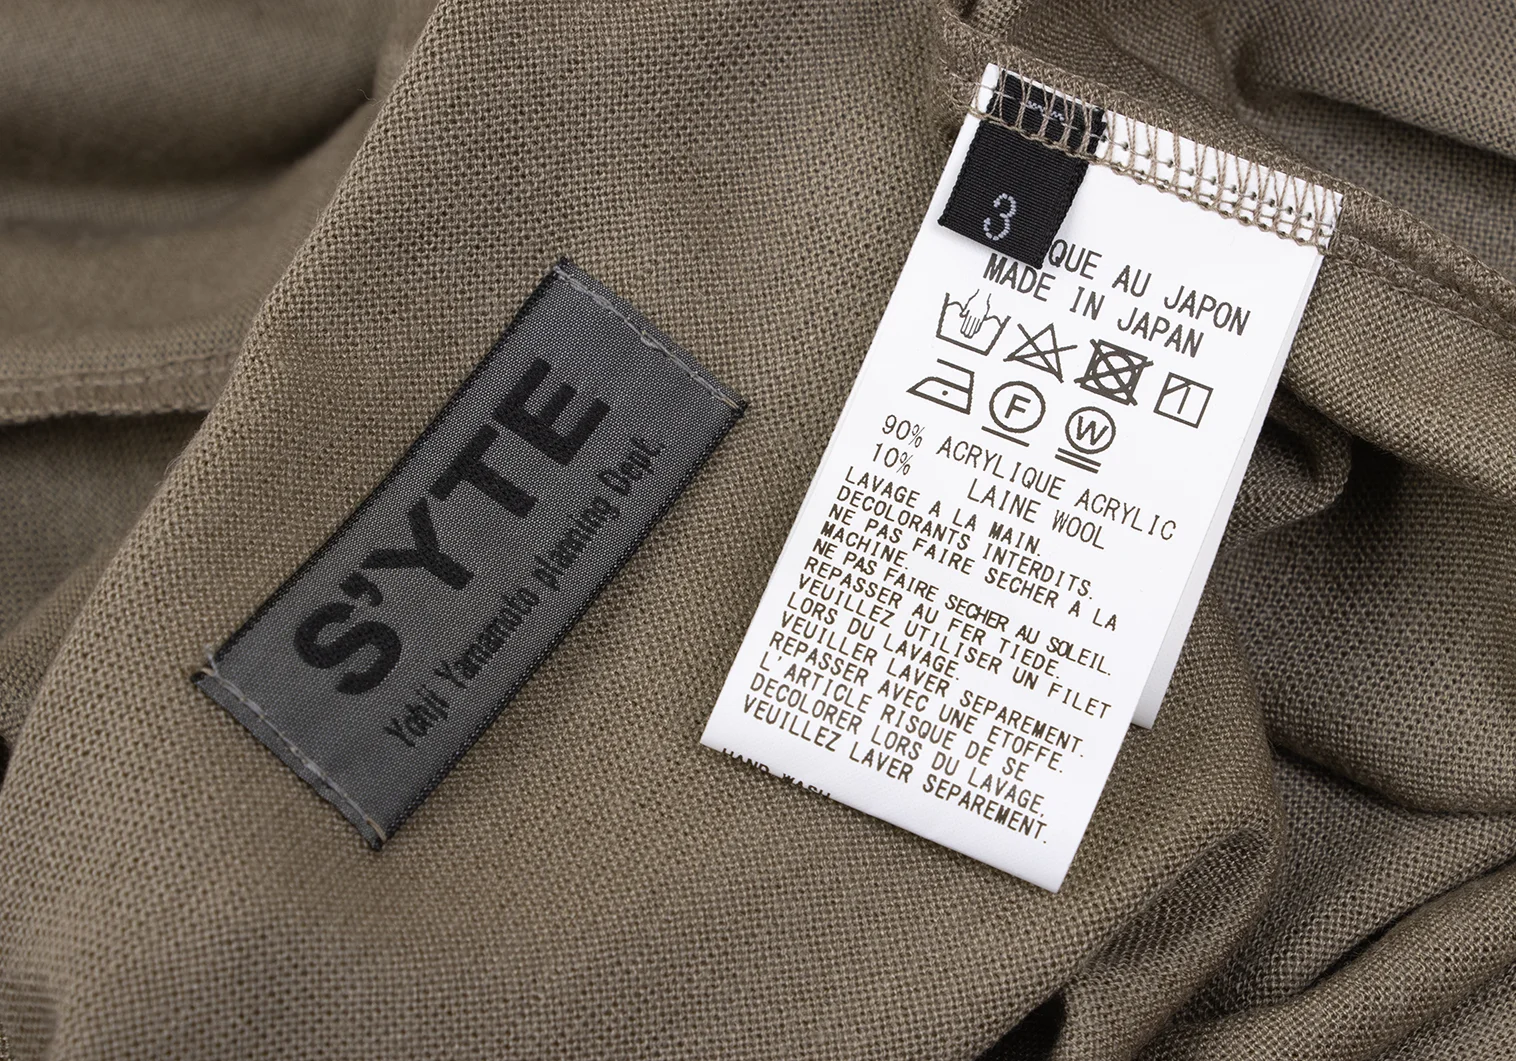 S'YTE
Yohji Yamamoto planning Dept.
3
QUE AU JAPON
MADE IN JAPAN
F
W
90% ACRYLIQUE ACRYLIC
10% LAINE WOOL
LAVAGE A LA MAIN.
DECOLORANTS INTERDITS.
NE PAS FAIRE SECHER A LA
MACHINE.
NE PAS FAIRE SECHER AU SOLEIL.
REPASSER AU FER TIEDE.
VEUILLEZ UTILISER UN FILET
LORS DU LAVAGE.
VEUILLER LAVER SEPAREMENT.
REPASSER AVEC UNE ETOFFE.
L'ARTICLE RISQUE DE SE
DECOLORER LORS DU LAVAGE,
VEUILLEZ LAVER SEPAREMENT.
HAND WASH